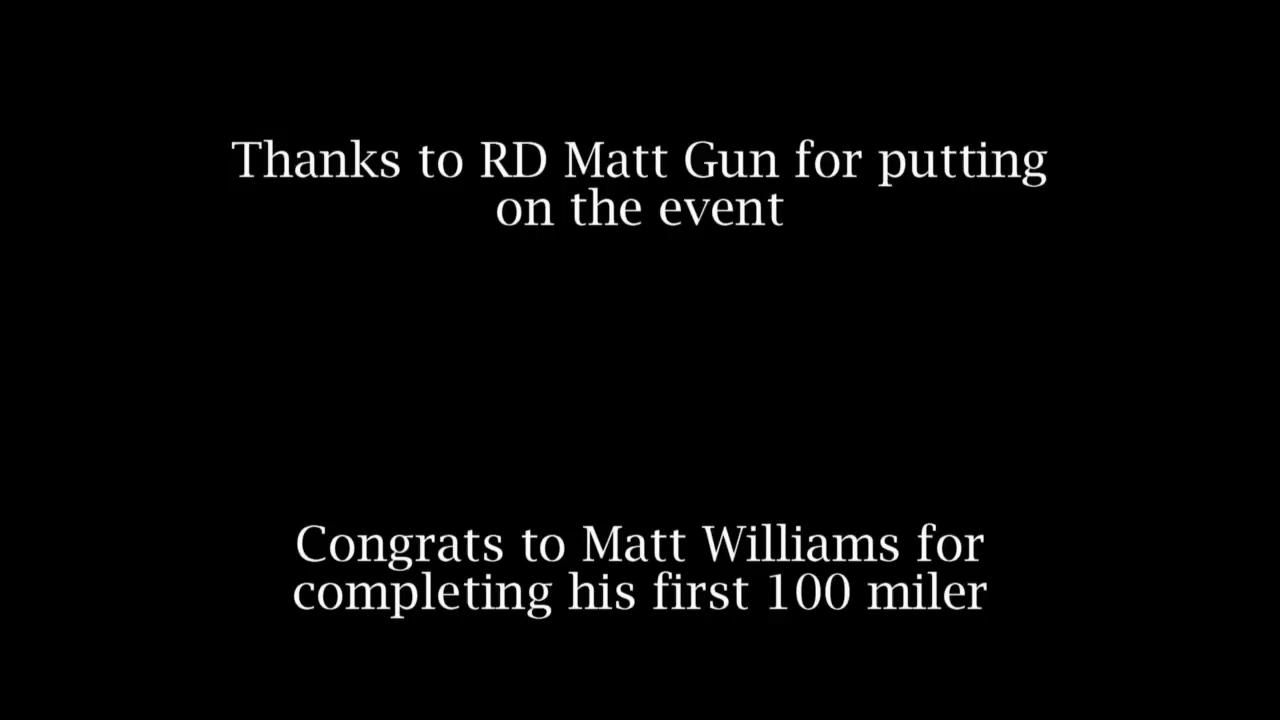 Thanks to RD Matt Gun for putting
on the event
Congrats to Matt Williams for
completing his first 100 miler